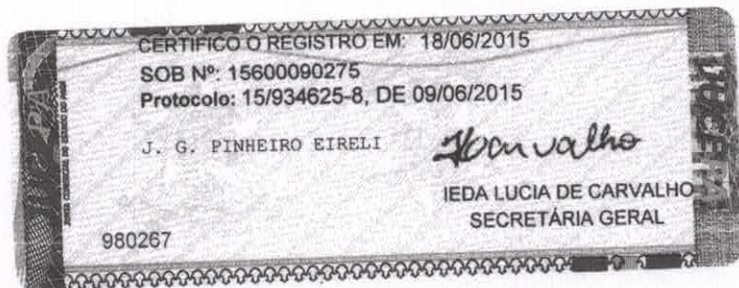 CERTIFICO O REGISTRO EM: 18/06/2015
SOB Nº: 15600090275
Protocolo: 15/934625-8, DE 09/06/2015
J. G. PINHEIRO EIRELI
IEDA LUCIA DE CARVALHO
SECRETÁRIA GERAL
980267
JUCEPA